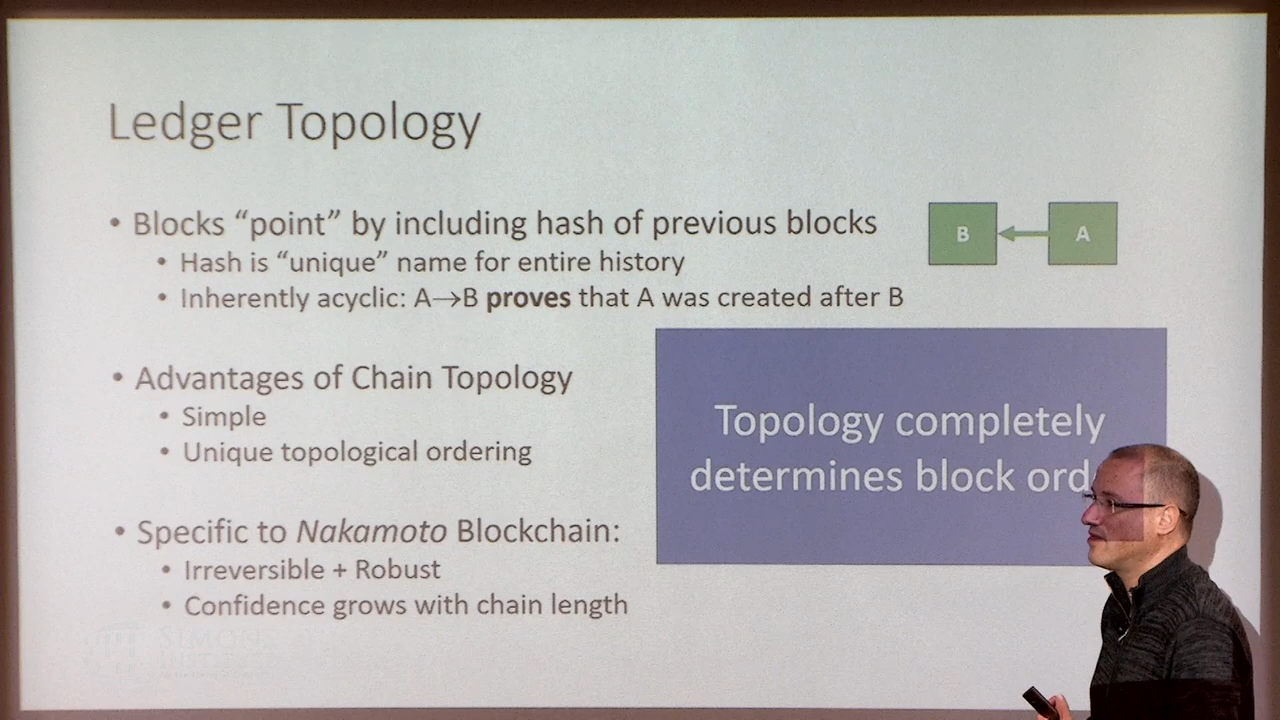 Ledger Topology
• Blocks “point” by including hash of previous blocks
• Hash is “unique” name for entire history
• Inherently acyclic: A→B proves that A was created after B
B
A
• Advantages of Chain Topology
• Simple
• Unique topological ordering
Topology completely
determines block ord
• Specific to Nakamoto Blockchain:
• Irreversible + Robust
• Confidence grows with chain length
SIMONS
INSTITUTE